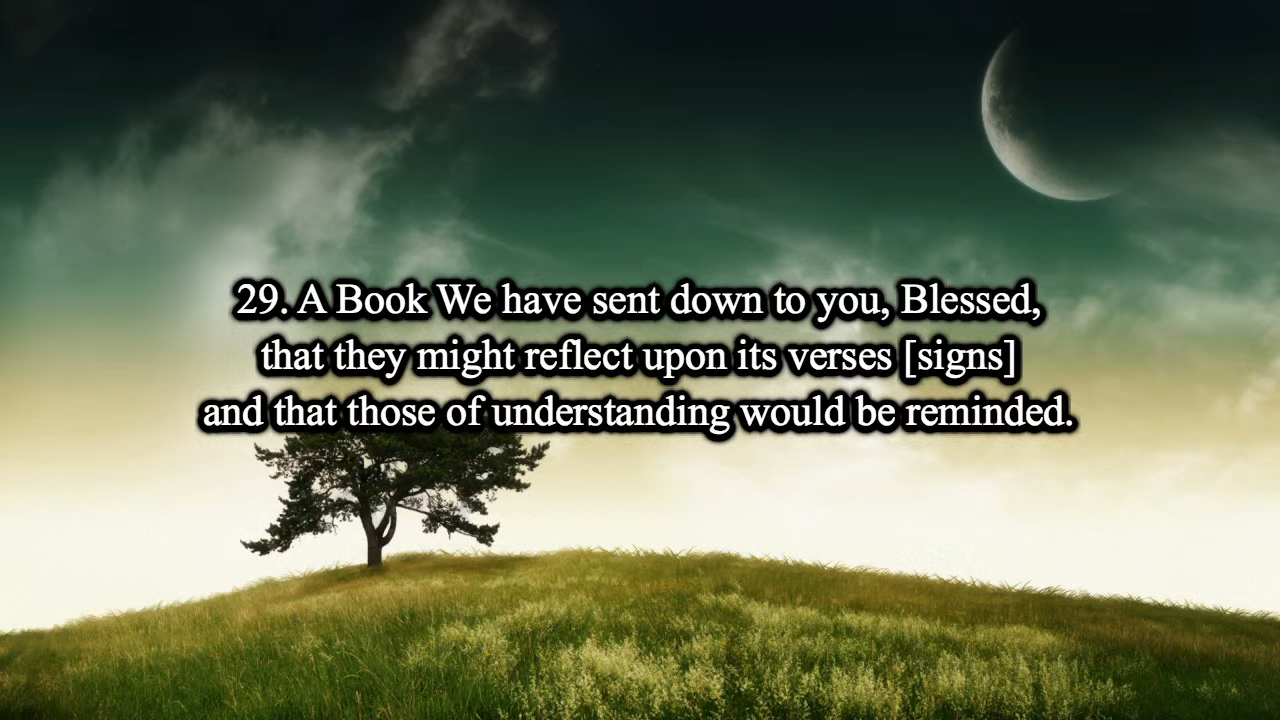 29. A Book We have sent down to you, Blessed,
that they might reflect upon its verses [signs]
and that those of understanding would be reminded.